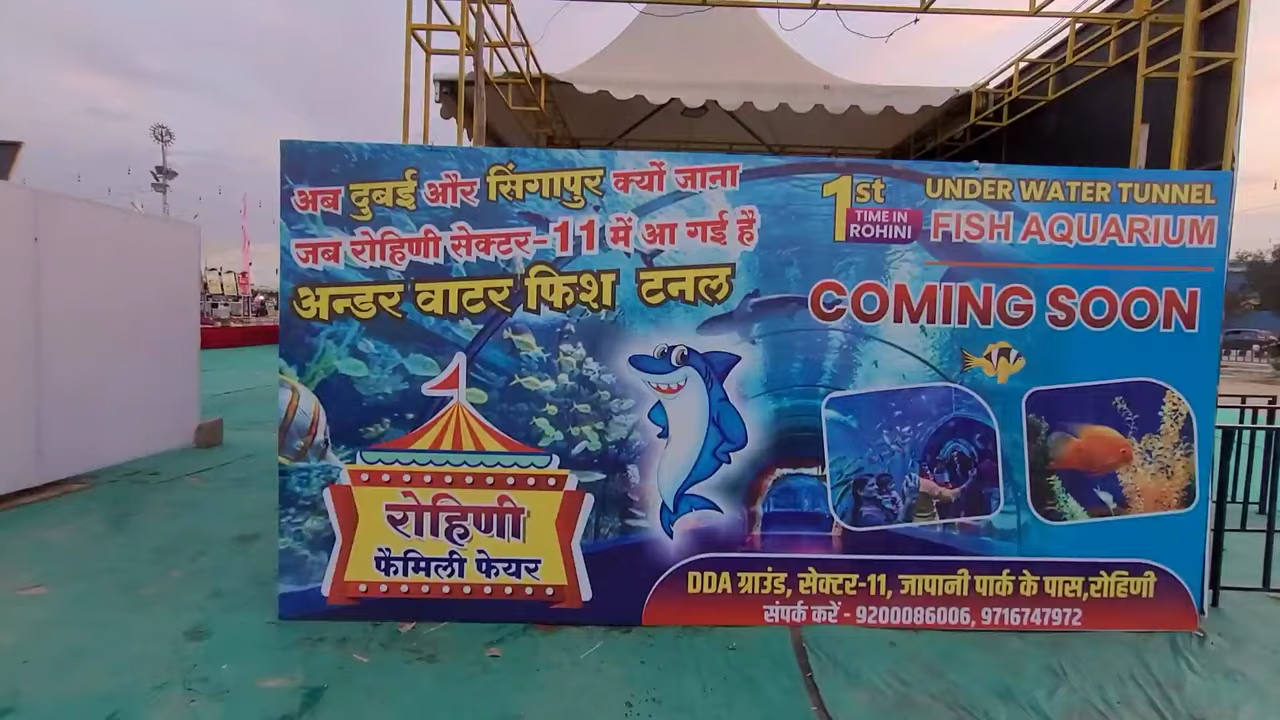 अब दुबई और सिंगापुर क्यों जाना
जब रोहिणी सेक्टर-11 में आ गई है
अन्डर वाटर फिश टनल
1st
TIME IN
ROHINI
UNDER WATER TUNNEL
FISH AQUARIUM
COMING SOON
रोहिणी
फैमिली फेयर
DDA ग्राउंड, सेक्टर-11, जापानी पार्क के पास,रोहिणी
संपर्क करें - 9200086006, 9716747972